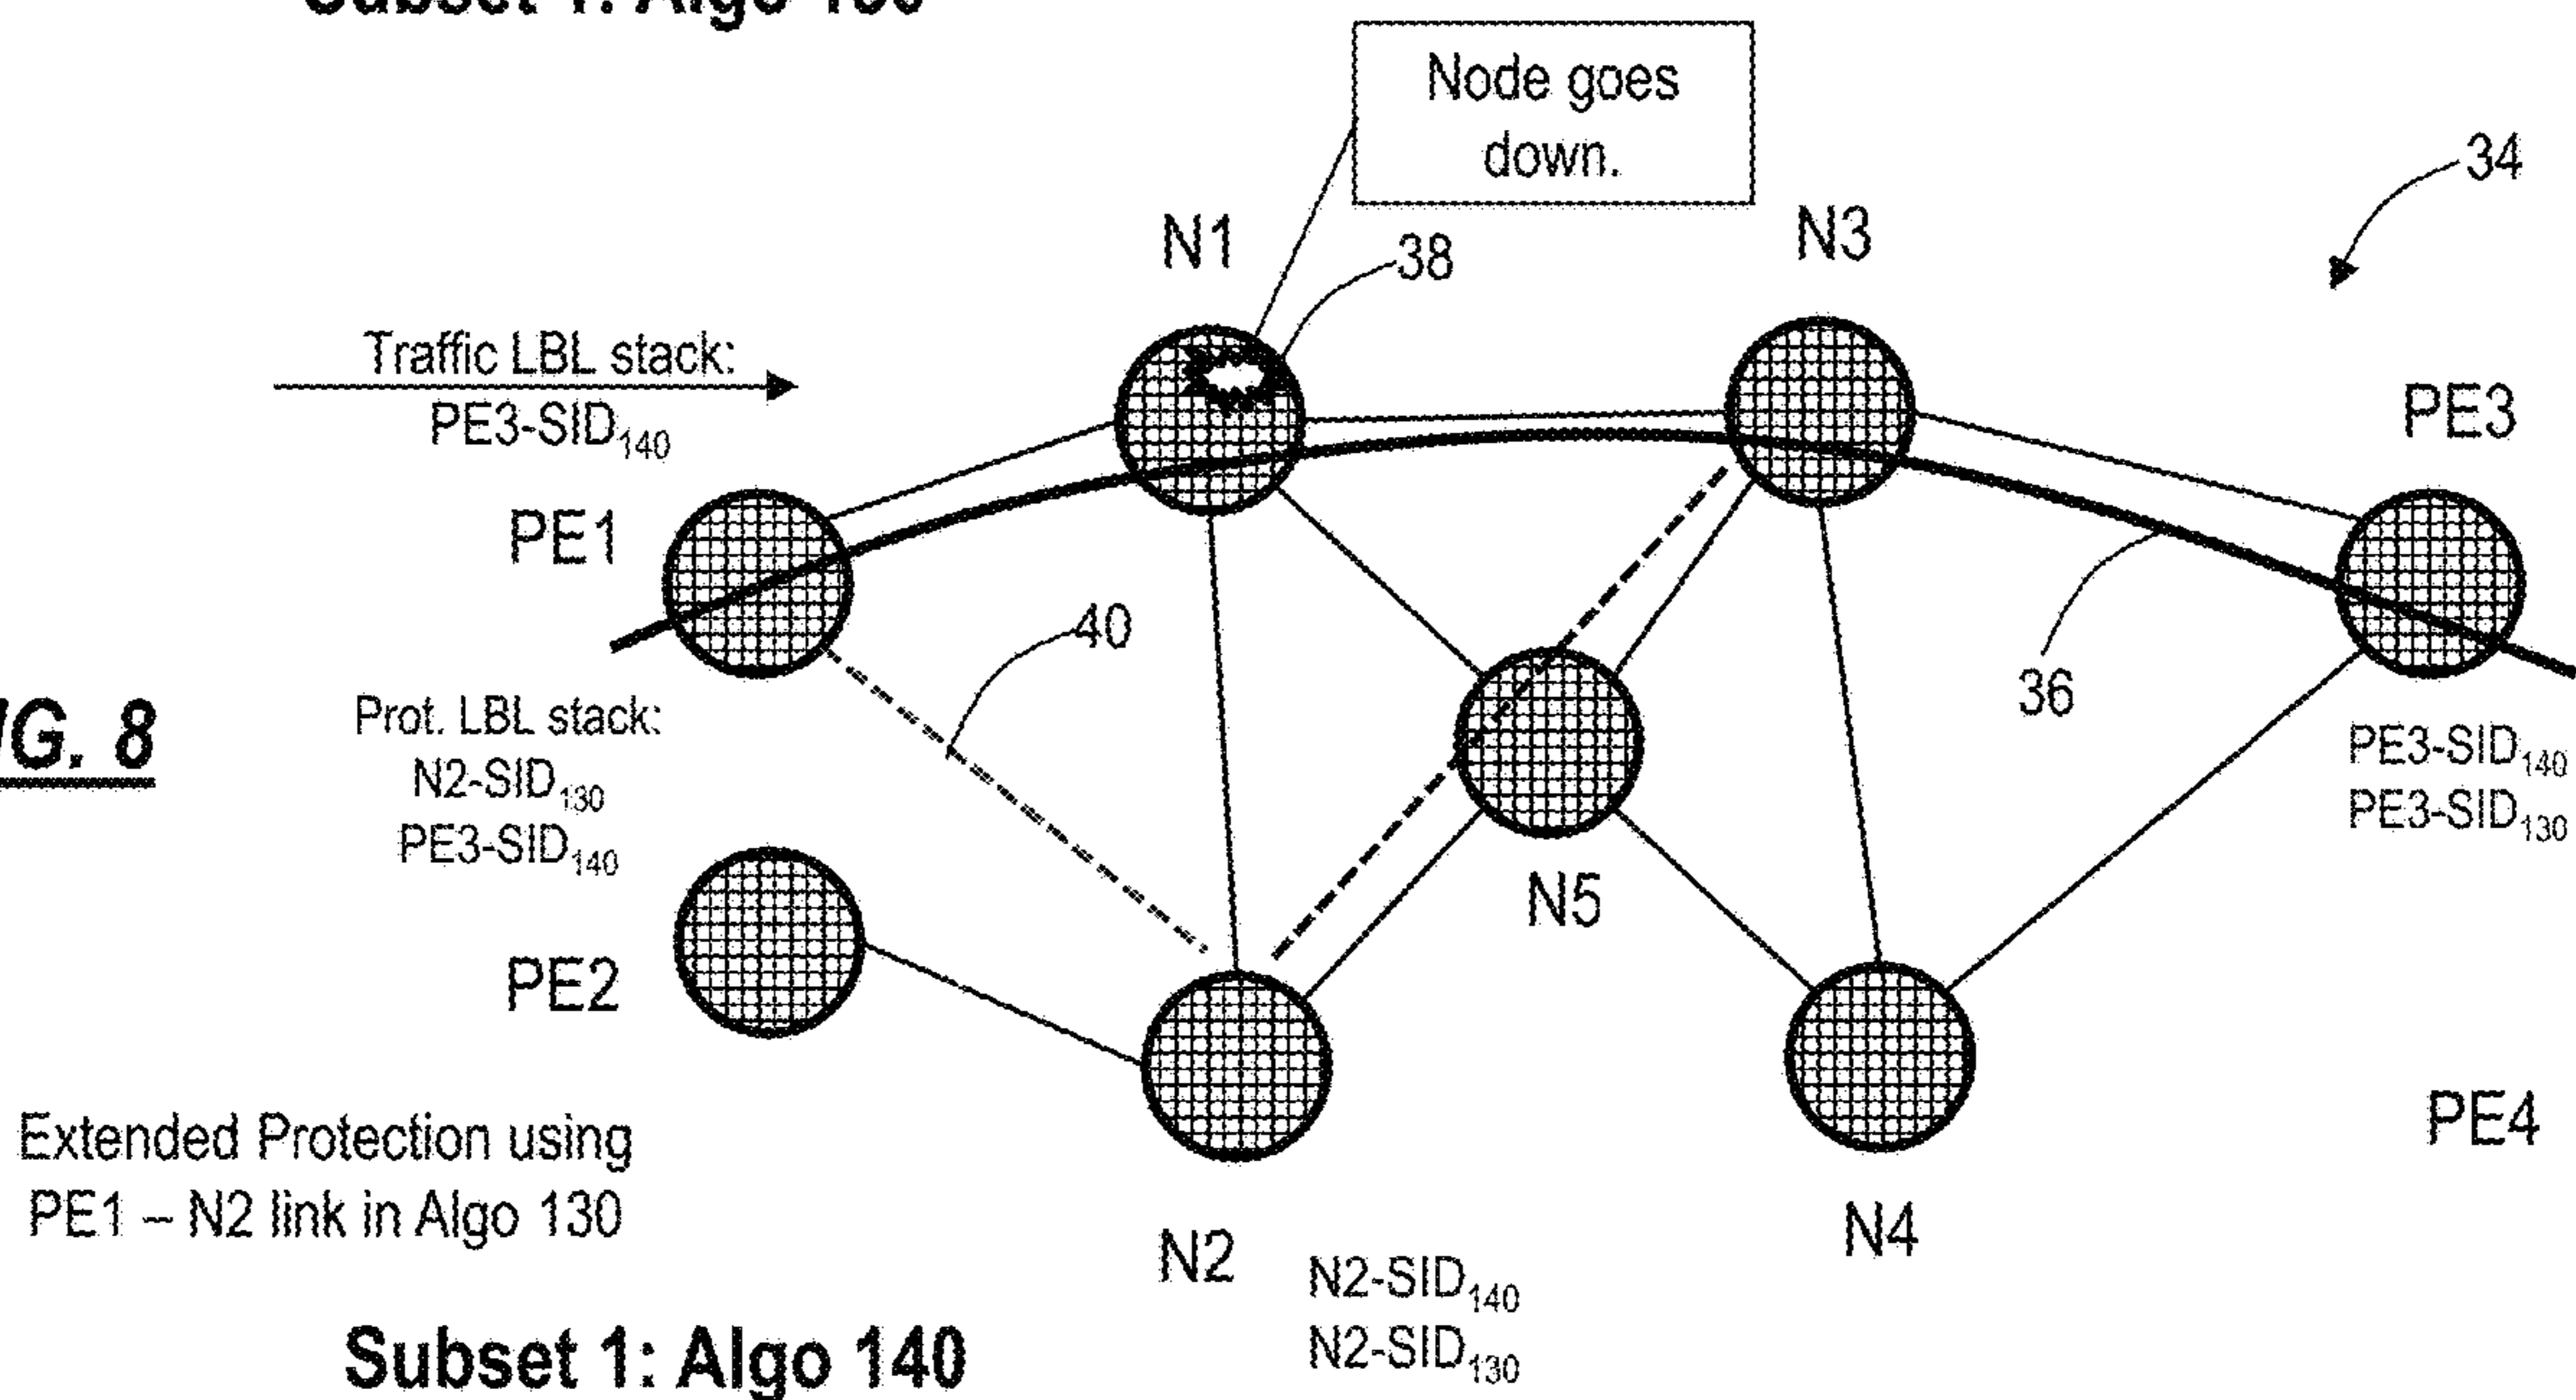 Subset 1: Algo 130
Node goes
down.
34
N1
38
N3
Traffic LBL stack:
PE3-SID140
PE3
PE1
40
36
IG. 8
Prot. LBL stack:
N2-SID130
PE3-SID140
PE3-SID140
PE3-SID130
N5
PE2
PE4
Extended Protection using
PE1 – N2 link in Algo 130
N2
N4
N2-SID140
N2-SID130
Subset 1: Algo 140